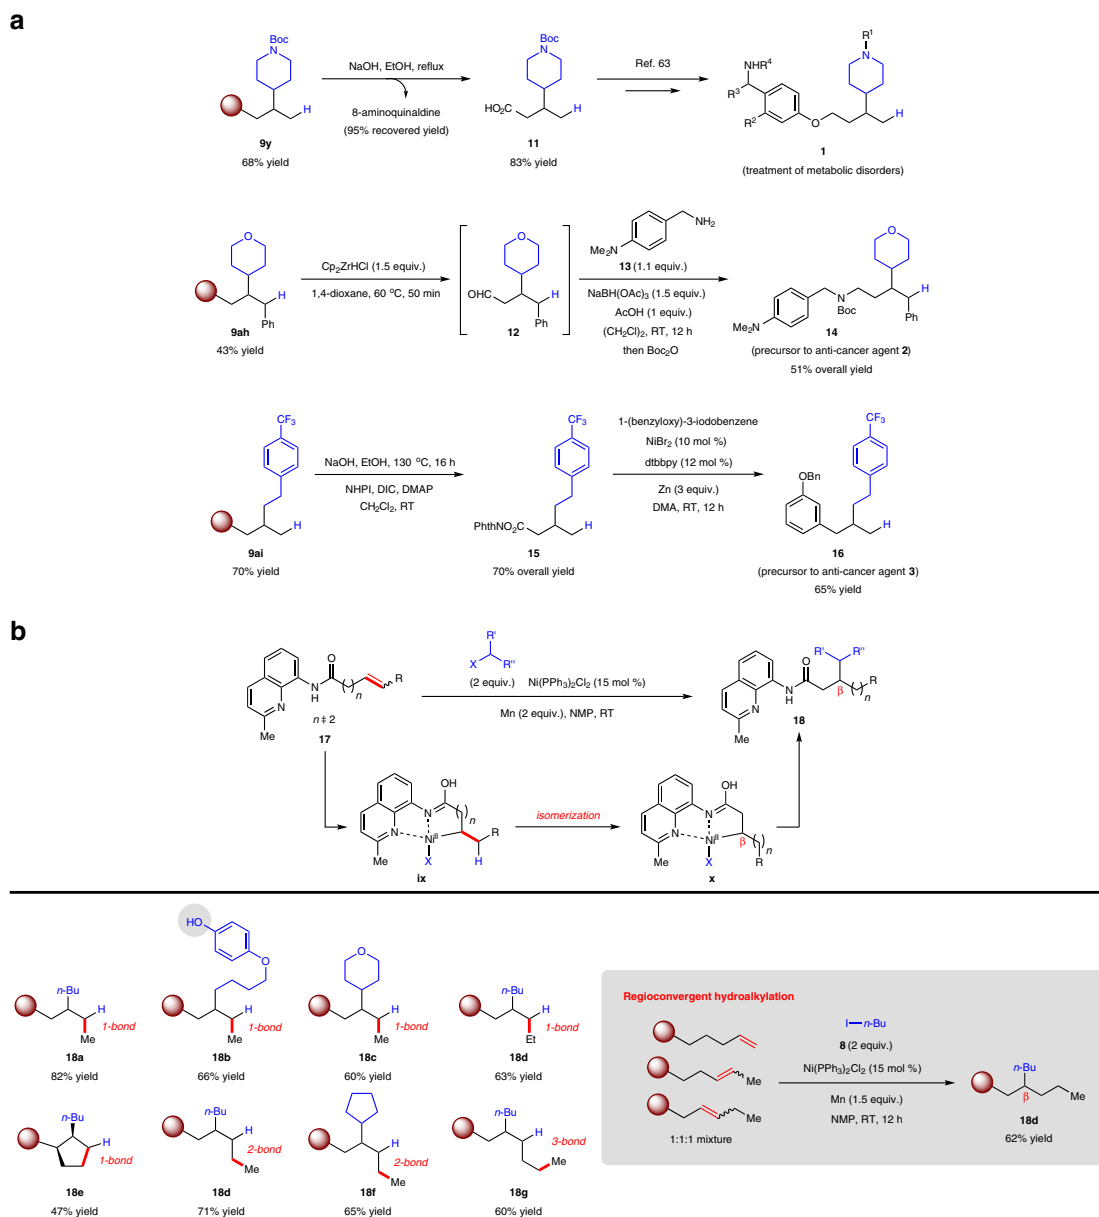 a
Boc
N
H
9y
68% yield
NaOH, EtOH, reflux
8-aminoquinaldine
(95% recovered yield)
Boc
N
HO2C
H
11
83% yield
Ref. 63
R1
N
NHR4
R3
R2
O
H
1
(treatment of metabolic disorders)
O
H
Ph
9ah
43% yield
Cp2ZrHCl (1.5 equiv.)
1,4-dioxane, 60 °C, 50 min
O
OHC
H
Ph
12
NH2
Me2N
13 (1.1 equiv.)
NaBH(OAc)3 (1.5 equiv.)
AcOH (1 equiv.)
(CH2Cl)2, RT, 12 h
then Boc2O
O
N
Boc
H
Me2N
Ph
14
(precursor to anti-cancer agent 2)
51% overall yield
CF3
H
9ai
70% yield
NaOH, EtOH, 130 °C, 16 h
NHPI, DIC, DMAP
CH2Cl2, RT
CF3
PhthNO2C
H
15
70% overall yield
1-(benzyloxy)-3-iodobenzene
NiBr2 (10 mol %)
dtbbpy (12 mol %)
Zn (3 equiv.)
DMA, RT, 12 h
CF3
OBn
H
16
(precursor to anti-cancer agent 3)
65% yield
b
O
R
N
H
n
N
Me
n ‡ 2
17
R'
X
R"
(2 equiv.) Ni(PPh3)2Cl2 (15 mol %)
Mn (2 equiv.), NMP, RT
R'
R"
O
R
N
H
β
n
N
Me
18
OH
N
n
R
N
NiII
H
Me
X
ix
isomerization
OH
N
N
NiII
β
n
Me
X
R
x
n-Bu
H
1-bond
Me
18a
82% yield
HO
O
H
1-bond
Me
18b
66% yield
O
H
1-bond
Me
18c
60% yield
n-Bu
H
1-bond
Et
18d
63% yield
n-Bu
H
1-bond
18e
47% yield
n-Bu
H
2-bond
Me
18d
71% yield
H
2-bond
Me
18f
65% yield
n-Bu
H
3-bond
Me
18g
60% yield
Regioconvergent hydroalkylation
Me
Me
1:1:1 mixture
I—n-Bu
8 (2 equiv.)
Ni(PPh3)2Cl2 (15 mol %)
Mn (1.5 equiv.)
NMP, RT, 12 h
n-Bu
β
Me
18d
62% yield